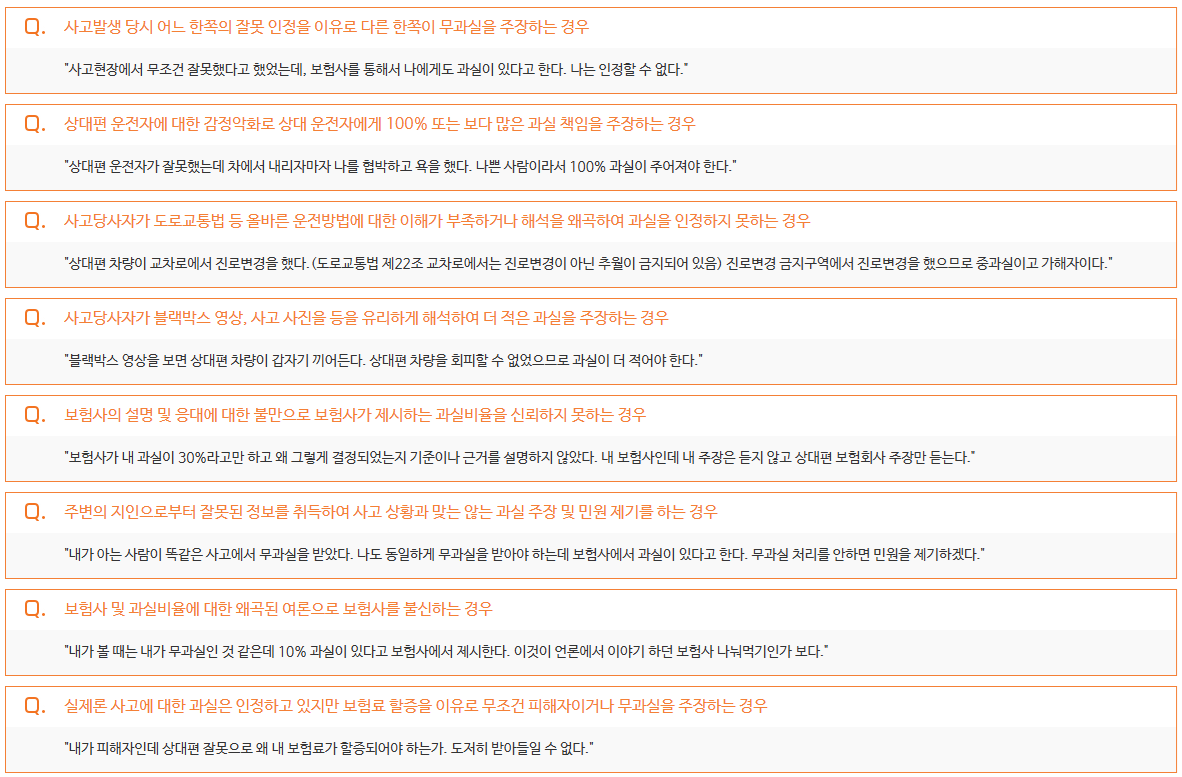 Q. 사고발생 당시 어느 한쪽의 잘못 인정을 이유로 다른 한쪽이 무과실을 주장하는 경우
"사고현장에서 무조건 잘못했다고 했었는데, 보험사를 통해서 나에게도 과실이 있다고 한다. 나는 인정할 수 없다."
Q. 상대편 운전자에 대한 감정악화로 상대 운전자에게 100% 또는 보다 많은 과실 책임을 주장하는 경우
"상대편 운전자가 잘못했는데 차에서 내리자마자 나를 협박하고 욕을 했다. 나쁜 사람이라서 100% 과실이 주어져야 한다."
Q. 사고당사자가 도로교통법 등 올바른 운전방법에 대한 이해가 부족하거나 해석을 왜곡하여 과실을 인정하지 못하는 경우
"상대편 차량이 교차로에서 진로변경을 했다.(도로교통법 제22조 교차로에서는 진로변경이 아닌 추월이 금지되어 있음) 진로변경 금지구역에서 진로변경을 했으므로 중과실이고 가해자이다."
Q. 사고당사자가 블랙박스 영상, 사고 사진을 등을 유리하게 해석하여 더 적은 과실을 주장하는 경우
"블랙박스 영상을 보면 상대편 차량이 갑자기 끼어든다. 상대편 차량을 회피할 수 없었으므로 과실이 더 적어야 한다."
Q. 보험사의 설명 및 응대에 대한 불만으로 보험사가 제시하는 과실비율을 신뢰하지 못하는 경우
"보험사가 내 과실이 30%라고만 하고 왜 그렇게 결정되었는지 기준이나 근거를 설명하지 않았다. 내 보험사인데 내 주장은 듣지 않고 상대편 보험회사 주장만 듣는다."
Q. 주변의 지인으로부터 잘못된 정보를 취득하여 사고 상황과 맞는 않는 과실 주장 및 민원 제기를 하는 경우
"내가 아는 사람이 똑같은 사고에서 무과실을 받았다. 나도 동일하게 무과실을 받아야 하는데 보험사에서 과실이 있다고 한다. 무과실 처리를 안하면 민원을 제기하겠다."
Q. 보험사 및 과실비율에 대한 왜곡된 여론으로 보험사를 불신하는 경우
"내가 볼 때는 내가 무과실인 것 같은데 10% 과실이 있다고 보험사에서 제시한다. 이것이 언론에서 이야기 하던 보험사 나눠먹기인가 보다."
Q. 실제론 사고에 대한 과실은 인정하고 있지만 보험료 할증을 이유로 무조건 피해자이거나 무과실을 주장하는 경우
"내가 피해자인데 상대편 잘못으로 왜 내 보험료가 할증되어야 하는가. 도저히 받아들일 수 없다."